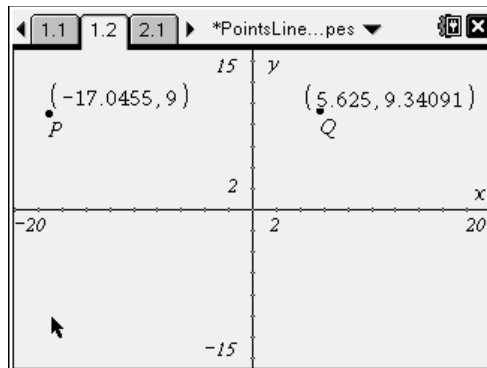 1.1 1.2 2.1 *PointsLine...pes
15 y
(-17.0455,9) (5.625,9.34091)
P Q
2 x
-20 2 20
-15